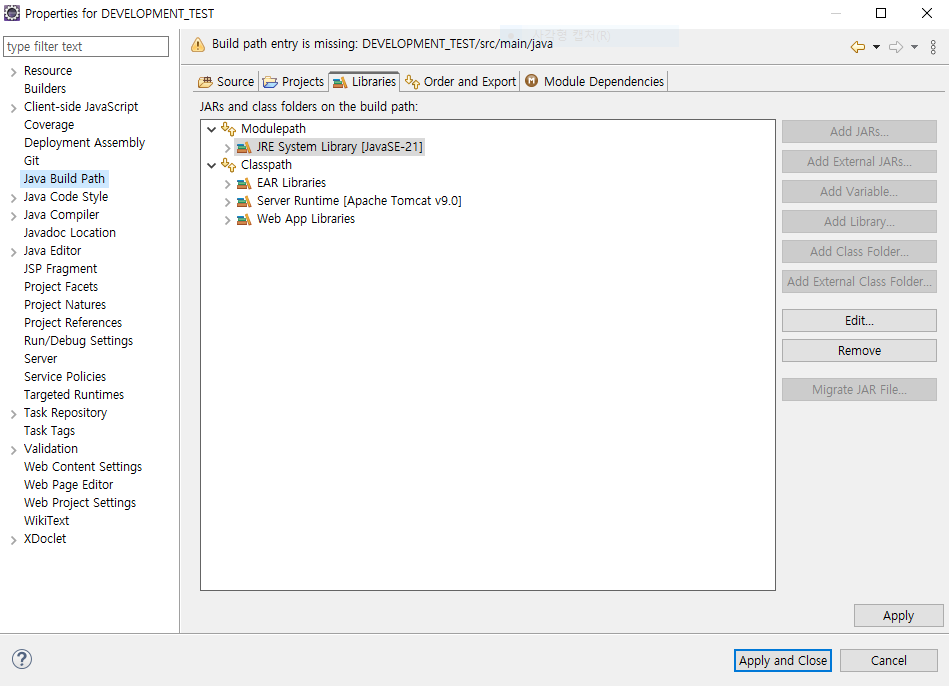 Properties for DEVELOPMENT_TEST
type filter text
Resource
Builders
Client-side JavaScript
Coverage
Deployment Assembly
Git
Java Build Path
Java Code Style
Java Compiler
Javadoc Location
Java Editor
JSP Fragment
Project Facets
Project Natures
Project References
Run/Debug Settings
Server
Service Policies
Targeted Runtimes
Task Repository
Task Tags
Validation
Web Content Settings
Web Page Editor
Web Project Settings
WikiText
XDoclet
사각형 캡처(R)
Build path entry is missing: DEVELOPMENT_TEST/src/main/java
Source Projects Libraries Order and Export M Module Dependencies
JARs and class folders on the build path:
Modulepath
JRE System Library [JavaSE-21]
Classpath
EAR Libraries
Server Runtime [Apache Tomcat v9.0]
Web App Libraries
Add JARs...
Add External JARs...
Add Variable...
Add Library...
Add Class Folder...
Add External Class Folder...
Edit...
Remove
Migrate JAR File...
Apply
?
Apply and Close Cancel